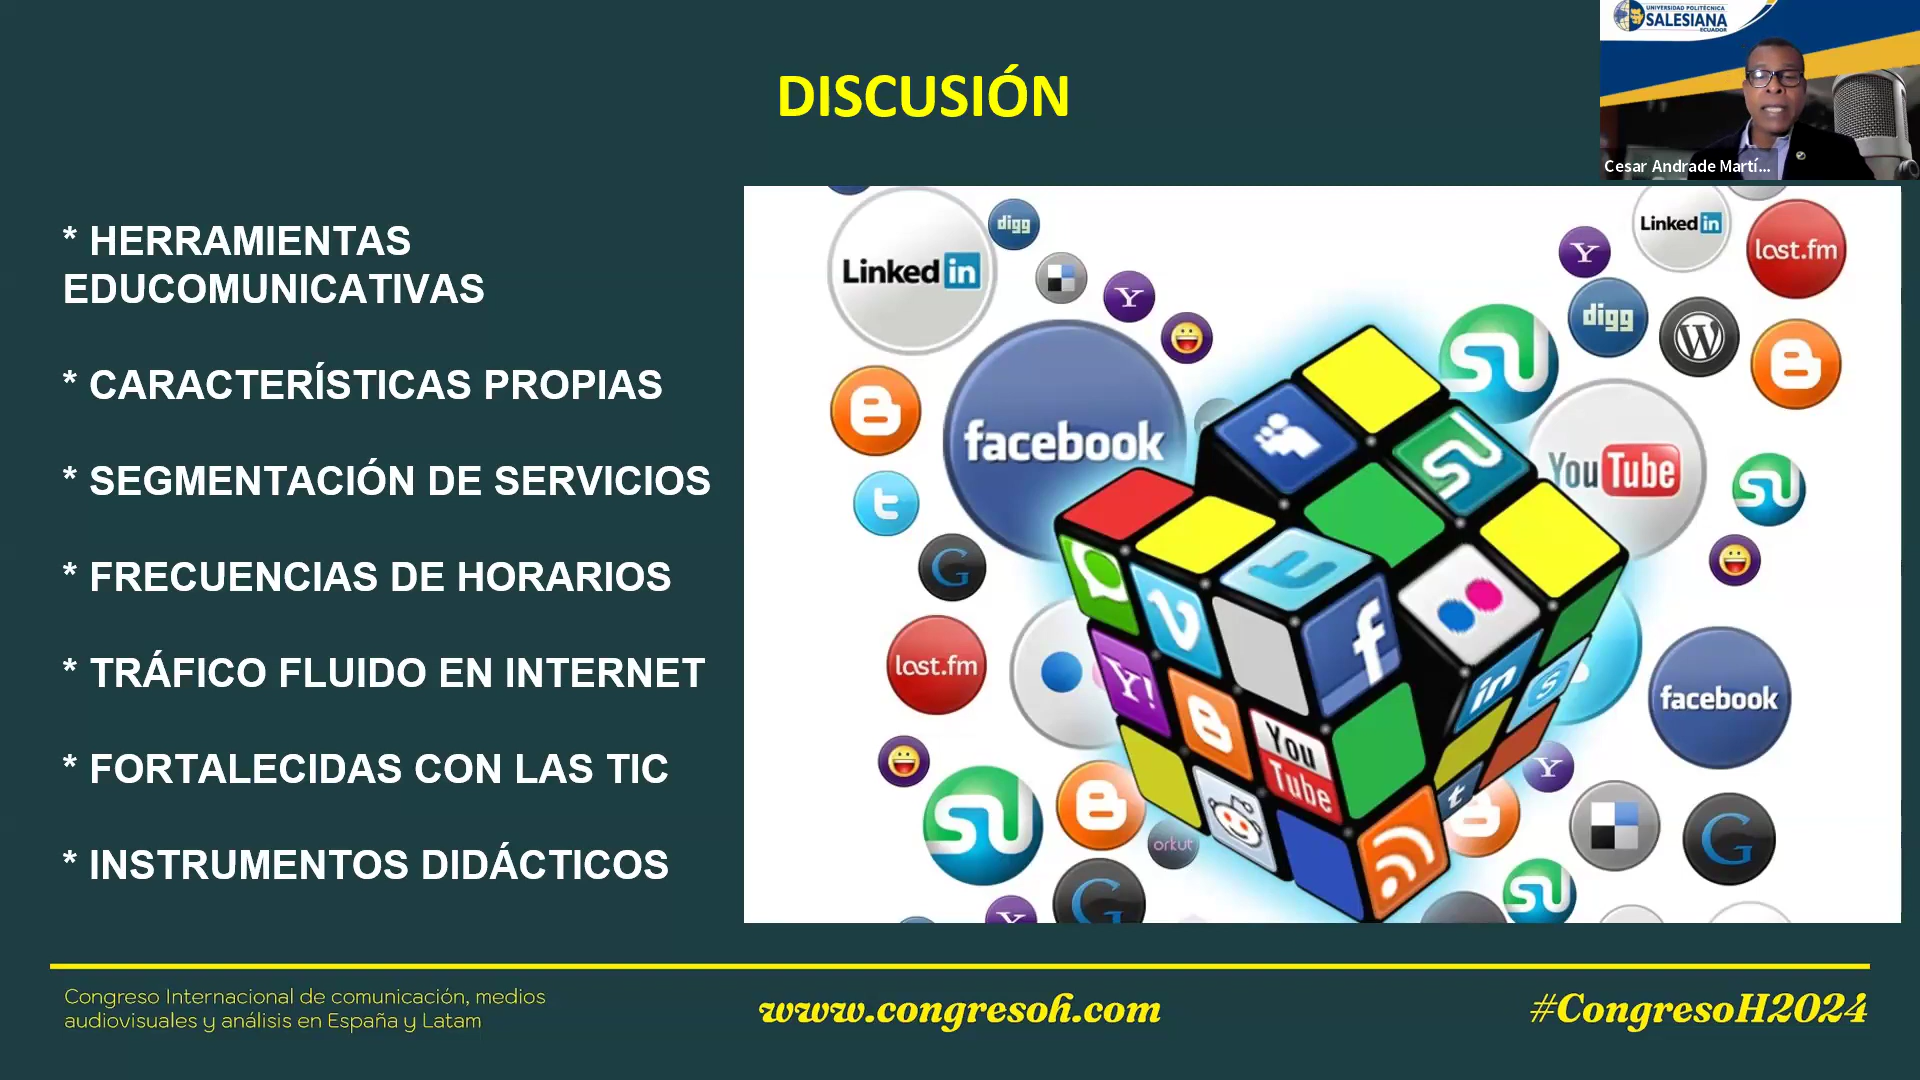 UNIVERSIDAD POLITÉCNICA
SALESIANA
ECUADOR
Cesar Andrade Martí...
DISCUSIÓN
* HERRAMIENTAS
EDUCOMUNICATIVAS
* CARACTERÍSTICAS PROPIAS
* SEGMENTACIÓN DE SERVICIOS
* FRECUENCIAS DE HORARIOS
* TRÁFICO FLUIDO EN INTERNET
* FORTALECIDAS CON LAS TIC
* INSTRUMENTOS DIDÁCTICOS
Linked in
digg
Y
facebook
Linked in
last.fm
Y
digg
YouTube
G
last.fm
Y!
in
You
Tube
facebook
Y
orkut
G
G
Y
Congreso Internacional de comunicación, medios
audiovisuales y análisis en España y Latam
www.congresoh.com
#CongresoH2024